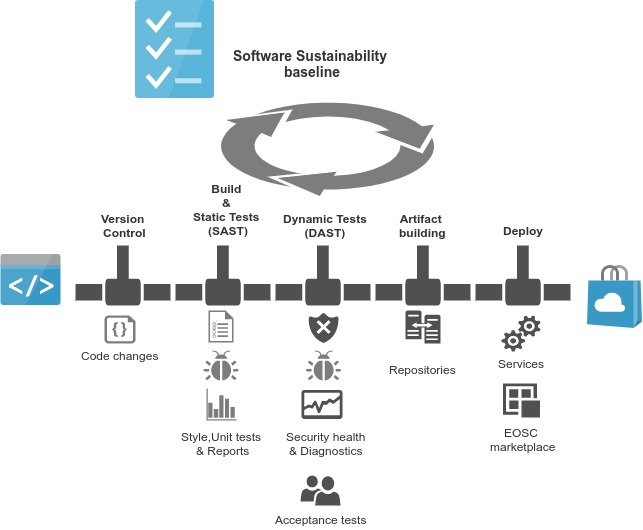 Software Sustainability
baseline
Version
Control
Build
&
Static Tests
(SAST)
Dynamic Tests
(DAST)
Artifact
building
Deploy
</>
{}
Code changes
Style,Unit tests
& Reports
Security health
& Diagnostics
Acceptance tests
Repositories
Services
EOSC
marketplace